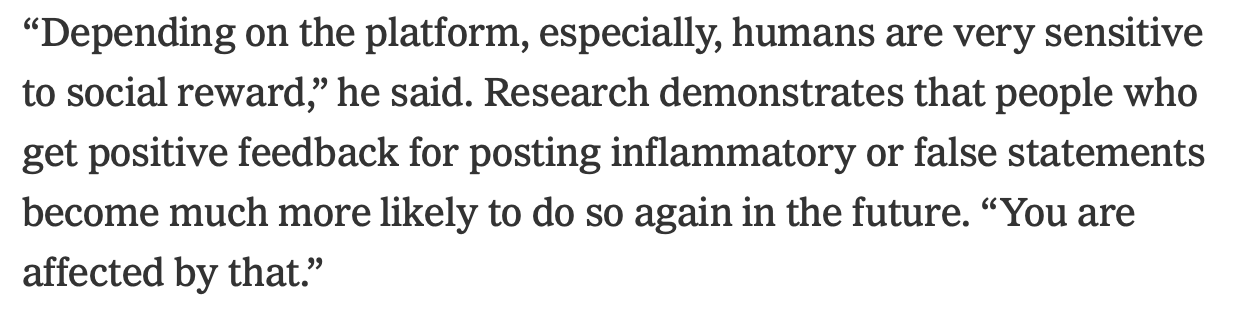 “Depending on the platform, especially, humans are very sensitive
to social reward,” he said. Research demonstrates that people who
get positive feedback for posting inflammatory or false statements
become much more likely to do so again in the future. “You are
affected by that.”